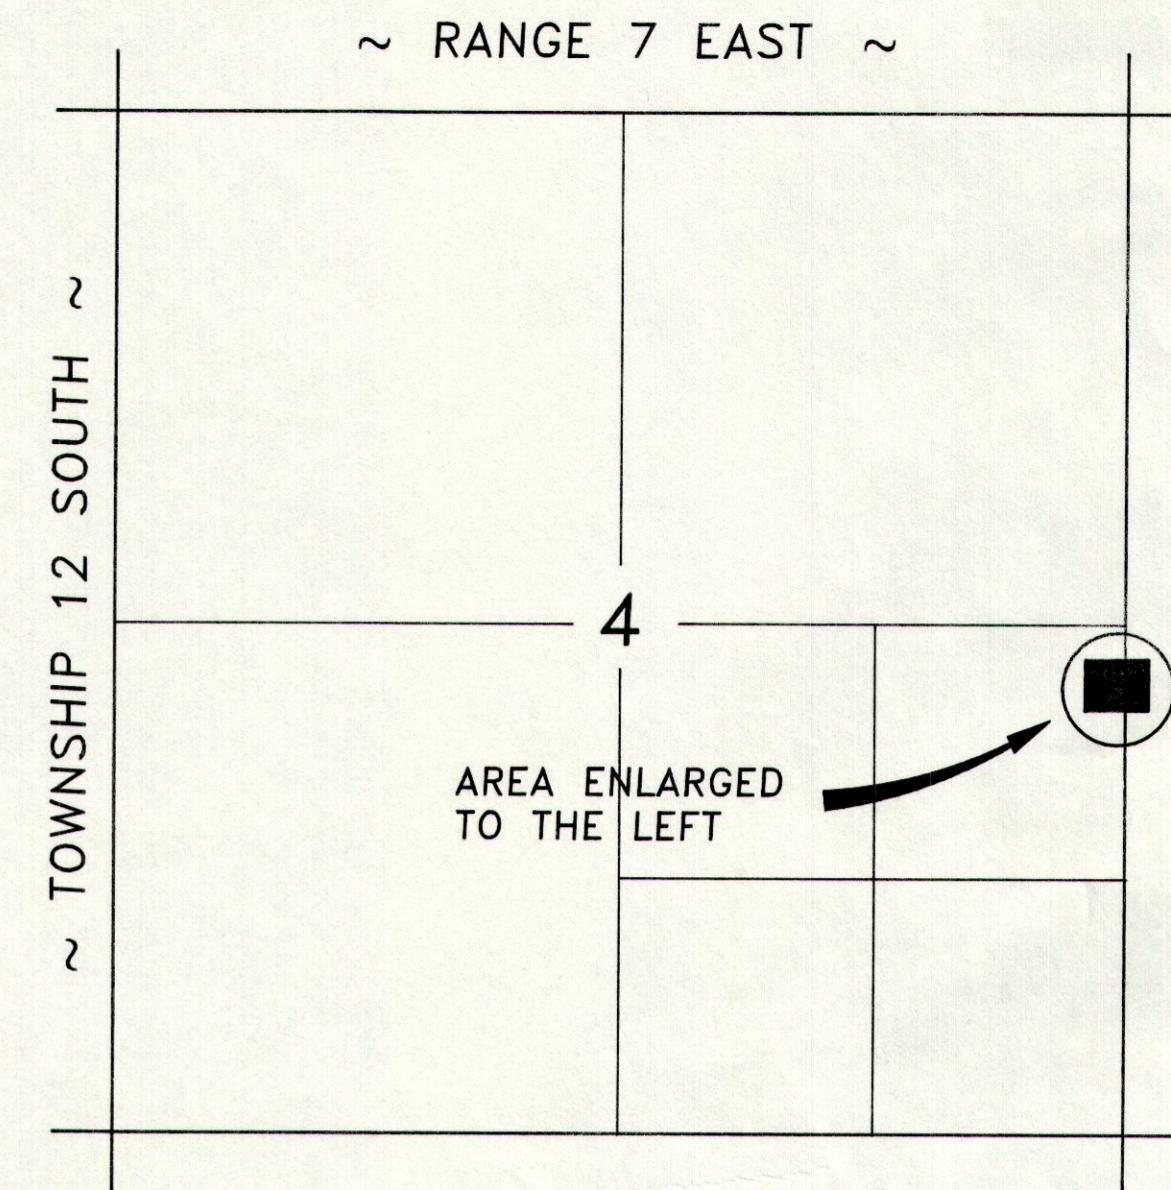 ~ RANGE 7 EAST ~
~ TOWNSHIP 12 SOUTH ~
4
AREA ENLARGED
TO THE LEFT